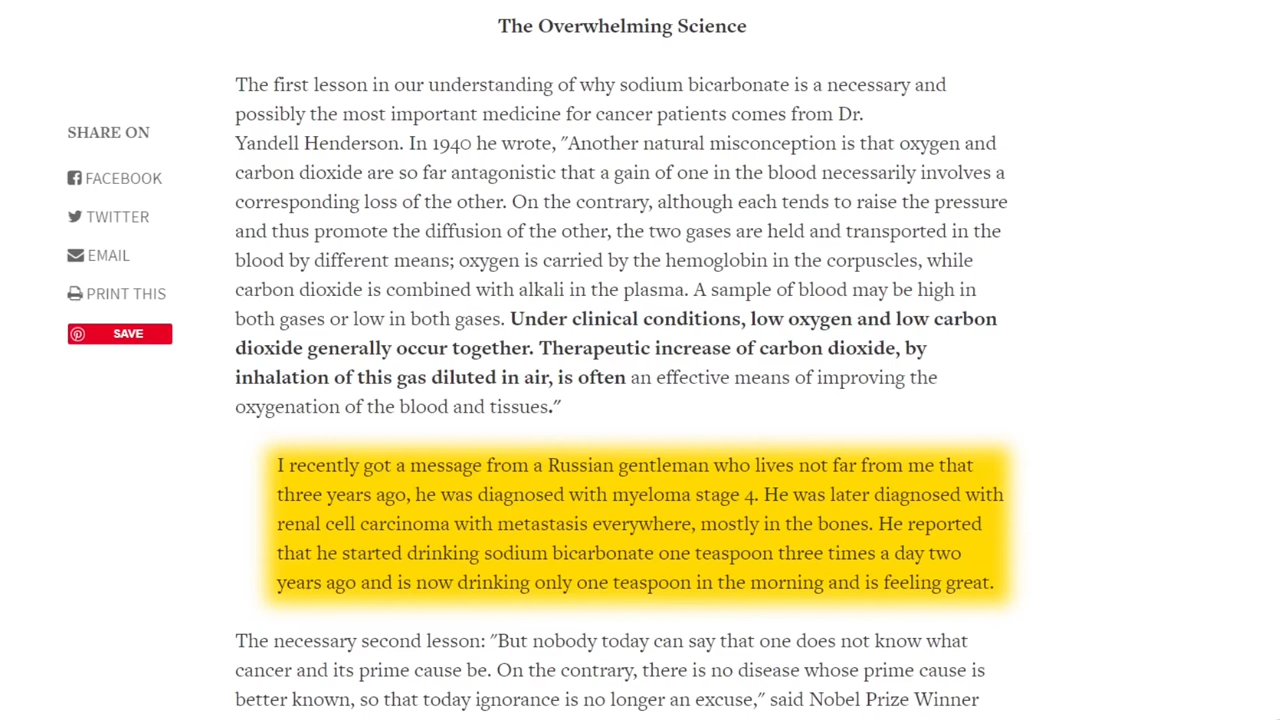 The Overwhelming Science
The first lesson in our understanding of why sodium bicarbonate is a necessary and
possibly the most important medicine for cancer patients comes from Dr.
Yandell Henderson. In 1940 he wrote, "Another natural misconception is that oxygen and
carbon dioxide are so far antagonistic that a gain of one in the blood necessarily involves a
corresponding loss of the other. On the contrary, although each tends to raise the pressure
and thus promote the diffusion of the other, the two gases are held and transported in the
blood by different means; oxygen is carried by the hemoglobin in the corpuscles, while
carbon dioxide is combined with alkali in the plasma. A sample of blood may be high in
both gases or low in both gases. Under clinical conditions, low oxygen and low carbon
dioxide generally occur together. Therapeutic increase of carbon dioxide, by
inhalation of this gas diluted in air, is often an effective means of improving the
oxygenation of the blood and tissues."
SHARE ON
FACEBOOK
TWITTER
EMAIL
PRINT THIS
SAVE
I recently got a message from a Russian gentleman who lives not far from me that
three years ago, he was diagnosed with myeloma stage 4. He was later diagnosed with
renal cell carcinoma with metastasis everywhere, mostly in the bones. He reported
that he started drinking sodium bicarbonate one teaspoon three times a day two
years ago and is now drinking only one teaspoon in the morning and is feeling great.
The necessary second lesson: "But nobody today can say that one does not know what
cancer and its prime cause be. On the contrary, there is no disease whose prime cause is
better known, so that today ignorance is no longer an excuse," said Nobel Prize Winner